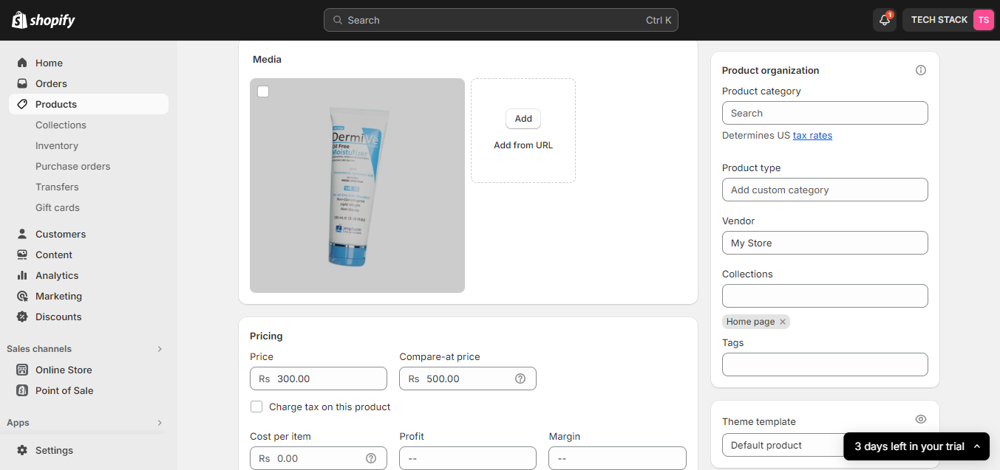 shopify
Search
Ctrl K
1
TECH STACK
TS
Home
Orders
Products
Collections
Inventory
Purchase orders
Transfers
Gift cards
Customers
Content
Analytics
Marketing
Discounts
Sales channels
Online Store
Point of Sale
Apps
Settings
Media
DermiVe
Oil Free
Moisturizer
Add
Add from URL
Pricing
Price
Compare-at price
Rs 300.00
Rs 500.00
Charge tax on this product
Cost per item
Profit
Margin
Rs 0.00
--
--
Product organization
Product category
Search
Determines US tax rates
Product type
Add custom category
Vendor
My Store
Collections
Home page
Tags
Theme template
Default product
3 days left in your trial